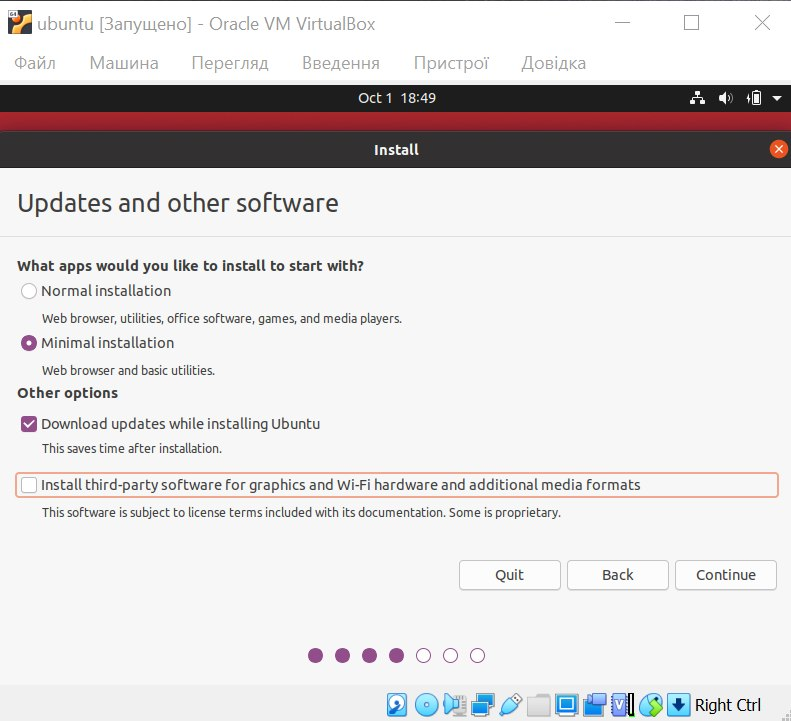 ubuntu [Запущено] - Oracle VM VirtualBox
Файл Машина Перегляд Введення Пристрої Довідка
Oct 1 18:49
Install
Updates and other software
What apps would you like to install to start with?
Normal installation
Web browser, utilities, office software, games, and media players.
Minimal installation
Web browser and basic utilities.
Other options
Download updates while installing Ubuntu
This saves time after installation.
Install third-party software for graphics and Wi-Fi hardware and additional media formats
This software is subject to license terms included with its documentation. Some is proprietary.
Quit Back Continue
Right Ctrl